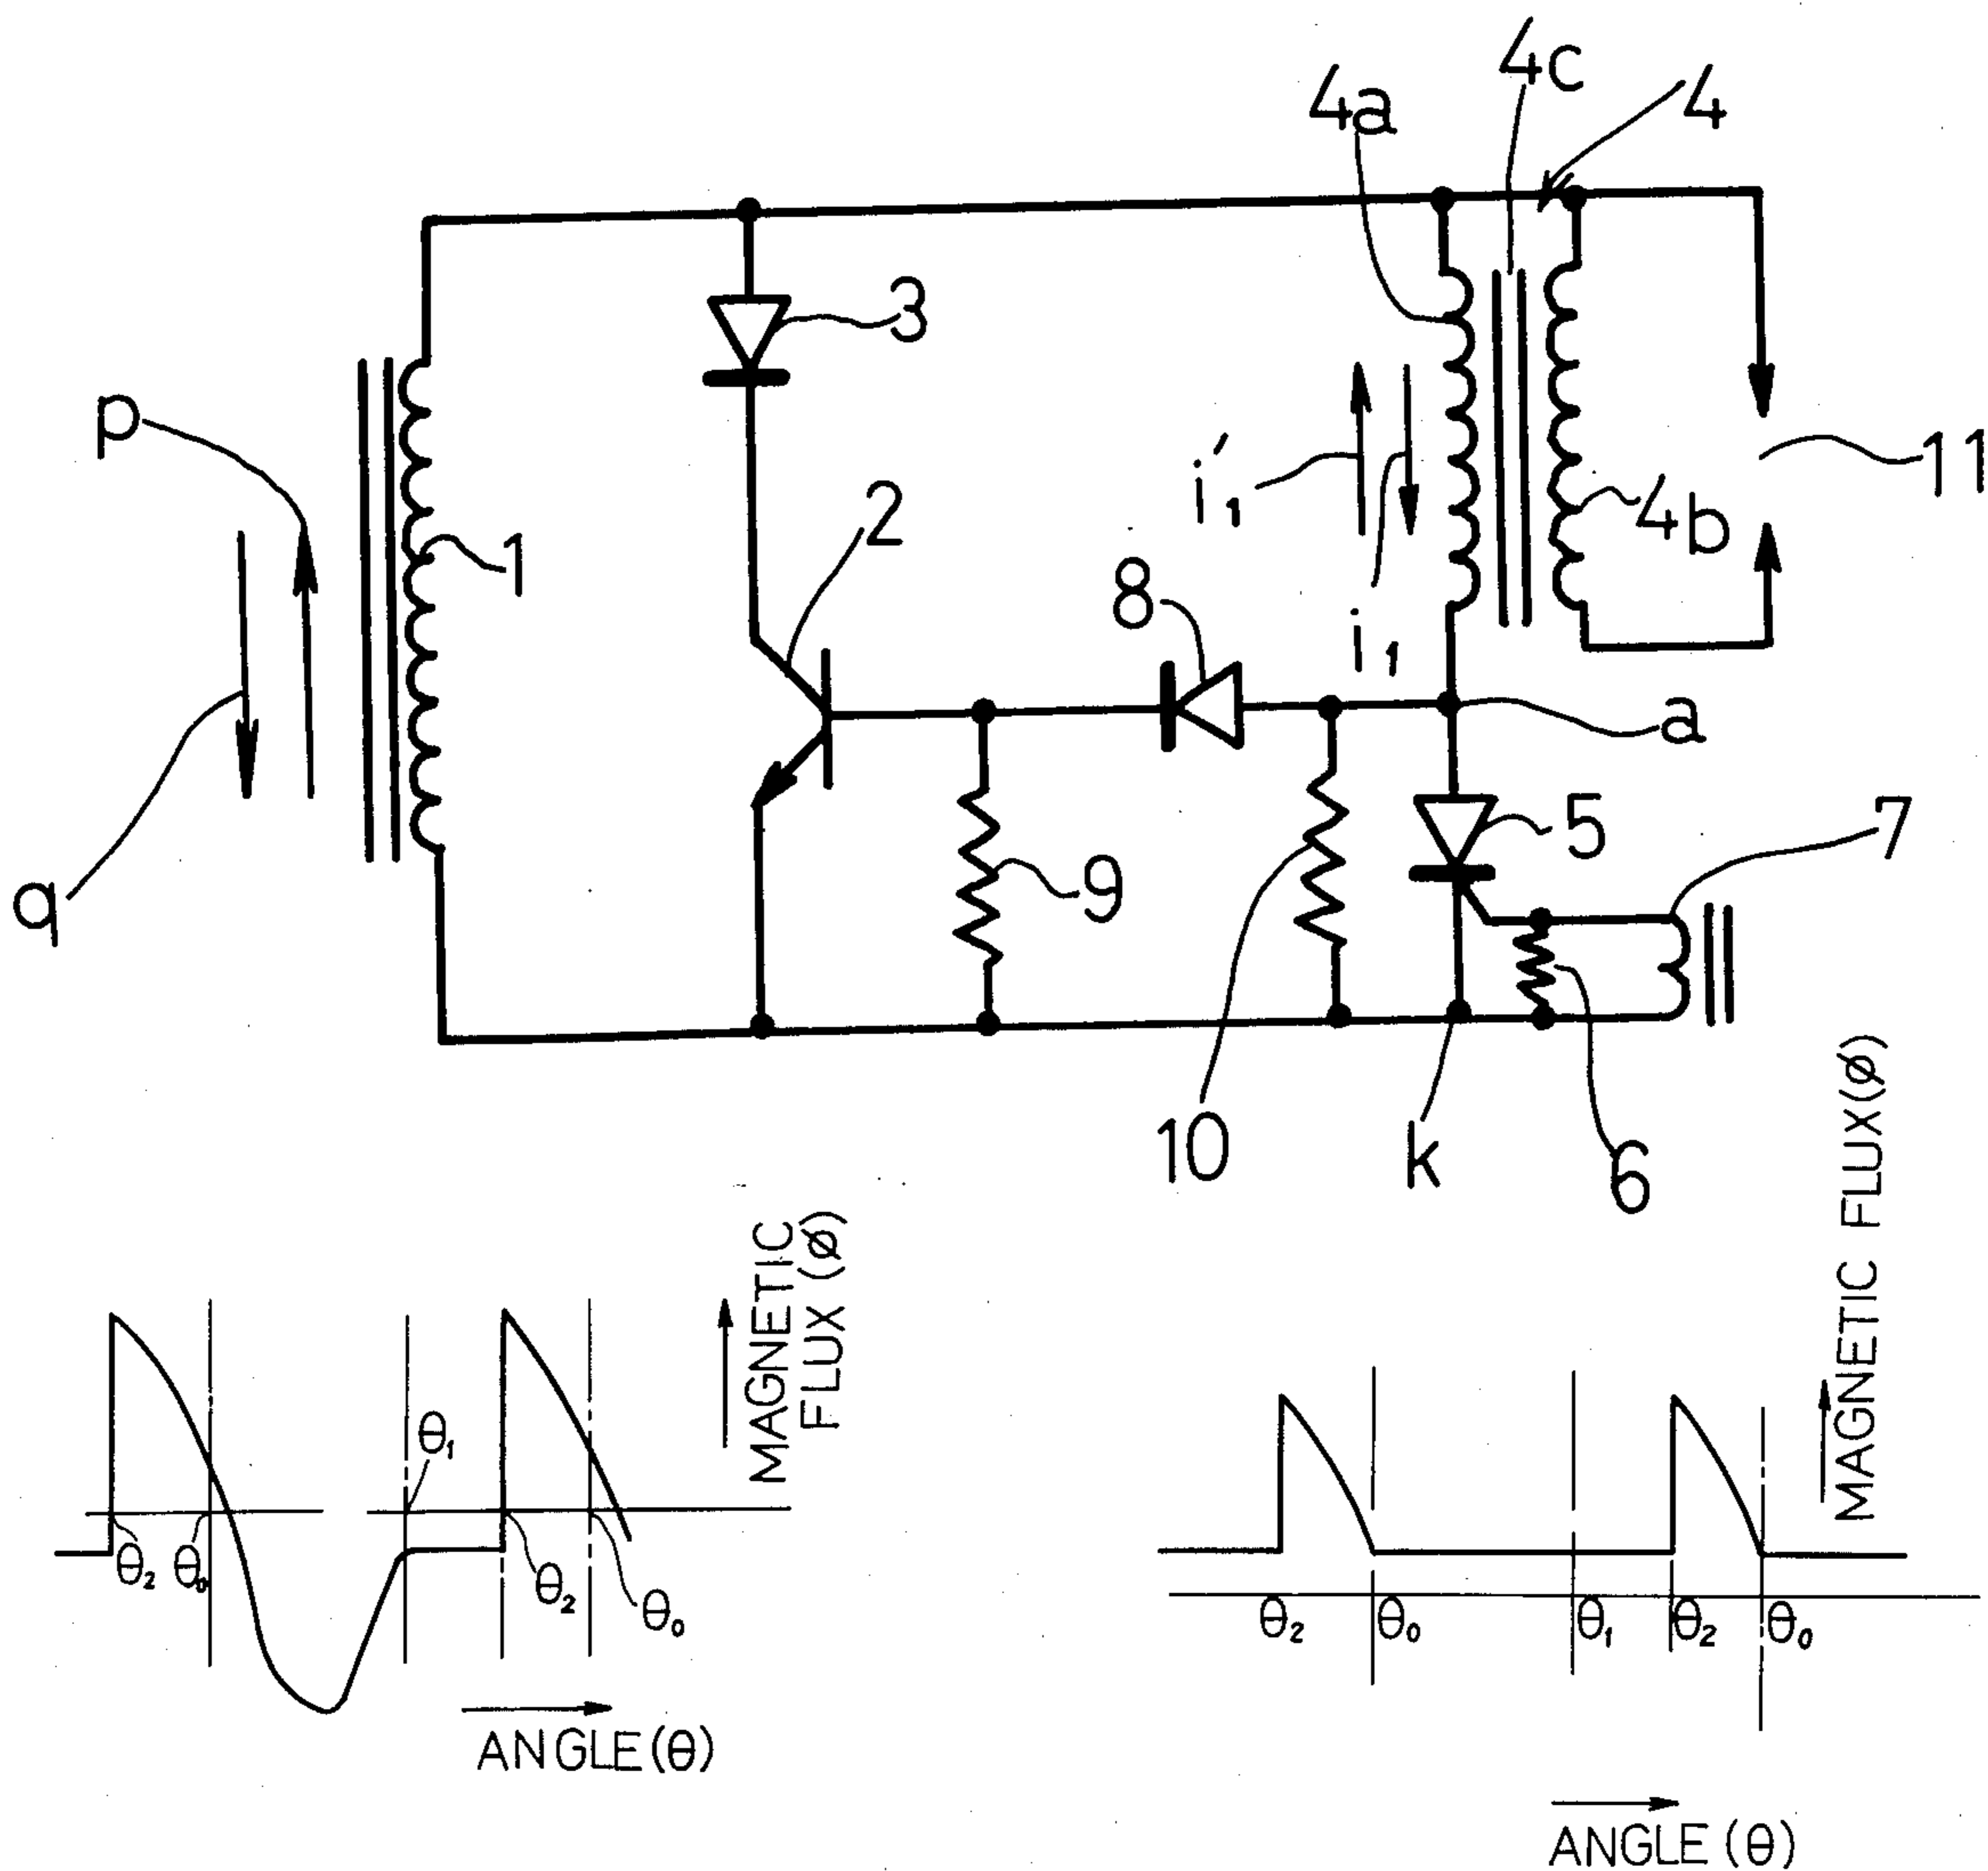 4c
4a
4
3
p
11
i'₁
4b
2
1
8
i₁
a
5
7
q
9
10
k
6
MAGNETIC
FLUX (ø)
θ₁
θ₂
θ₀
θ₂
θ₀
ANGLE (θ)
MAGNETIC FLUX(ø)
θ₂
θ₀
θ₁
θ₂
θ₀
ANGLE (θ)